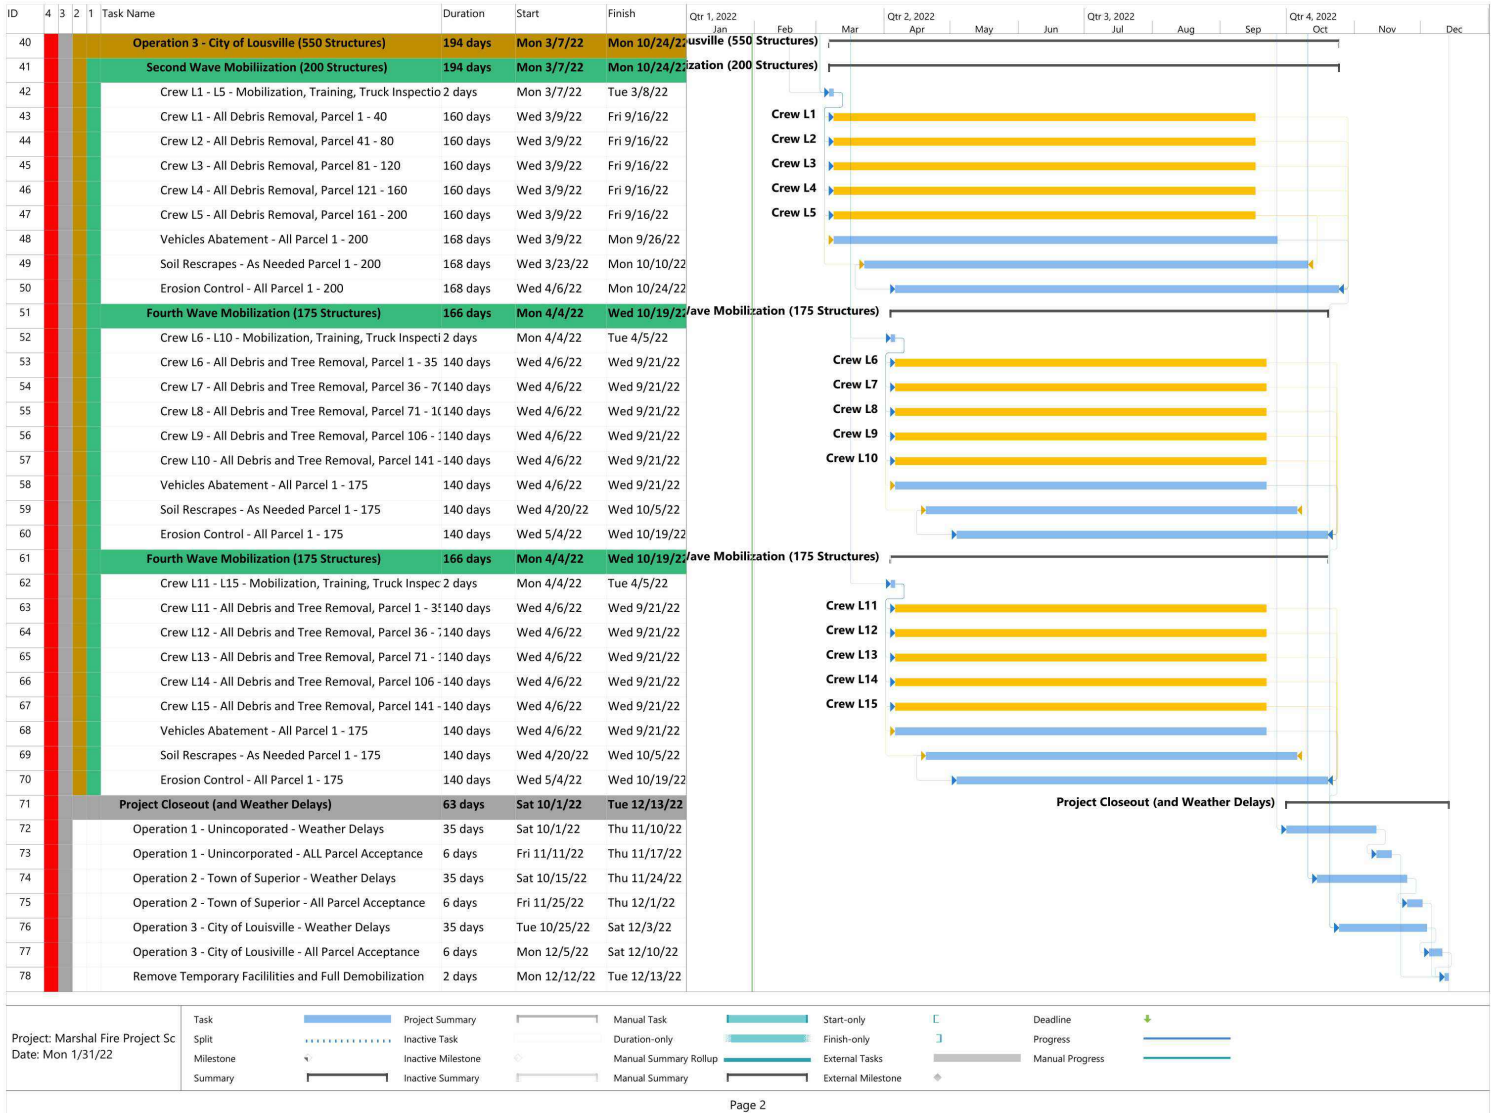 ID 4 3 2 1 Task Name Duration Start Finish
Qtr 1, 2022 Qtr 2, 2022 Qtr 3, 2022 Qtr 4, 2022
Jan Feb Mar Apr May Jun Jul Aug Sep Oct Nov Dec
40 Operation 3 - City of Lousville (550 Structures) 194 days Mon 3/7/22 Mon 10/24/22 usville (550 Structures)
41 Second Wave Mobiliization (200 Structures) 194 days Mon 3/7/22 Mon 10/24/22 ization (200 Structures)
42 Crew L1 - L5 - Mobilization, Training, Truck Inspectio 2 days Mon 3/7/22 Tue 3/8/22
43 Crew L1 - All Debris Removal, Parcel 1 - 40 160 days Wed 3/9/22 Fri 9/16/22 Crew L1
44 Crew L2 - All Debris Removal, Parcel 41 - 80 160 days Wed 3/9/22 Fri 9/16/22 Crew L2
45 Crew L3 - All Debris Removal, Parcel 81 - 120 160 days Wed 3/9/22 Fri 9/16/22 Crew L3
46 Crew L4 - All Debris Removal, Parcel 121 - 160 160 days Wed 3/9/22 Fri 9/16/22 Crew L4
47 Crew L5 - All Debris Removal, Parcel 161 - 200 160 days Wed 3/9/22 Fri 9/16/22 Crew L5
48 Vehicles Abatement - All Parcel 1 - 200 168 days Wed 3/9/22 Mon 9/26/22
49 Soil Rescrapes - As Needed Parcel 1 - 200 168 days Wed 3/23/22 Mon 10/10/22
50 Erosion Control - All Parcel 1 - 200 168 days Wed 4/6/22 Mon 10/24/22
51 Fourth Wave Mobilization (175 Structures) 166 days Mon 4/4/22 Wed 10/19/22 Wave Mobilization (175 Structures)
52 Crew L6 - L10 - Mobilization, Training, Truck Inspecti 2 days Mon 4/4/22 Tue 4/5/22
53 Crew L6 - All Debris and Tree Removal, Parcel 1 - 35 140 days Wed 4/6/22 Wed 9/21/22 Crew L6
54 Crew L7 - All Debris and Tree Removal, Parcel 36 - 70 140 days Wed 4/6/22 Wed 9/21/22 Crew L7
55 Crew L8 - All Debris and Tree Removal, Parcel 71 - 10 140 days Wed 4/6/22 Wed 9/21/22 Crew L8
56 Crew L9 - All Debris and Tree Removal, Parcel 106 - 1 140 days Wed 4/6/22 Wed 9/21/22 Crew L9
57 Crew L10 - All Debris and Tree Removal, Parcel 141 - 140 days Wed 4/6/22 Wed 9/21/22 Crew L10
58 Vehicles Abatement - All Parcel 1 - 175 140 days Wed 4/6/22 Wed 9/21/22
59 Soil Rescrapes - As Needed Parcel 1 - 175 140 days Wed 4/20/22 Wed 10/5/22
60 Erosion Control - All Parcel 1 - 175 140 days Wed 5/4/22 Wed 10/19/22
61 Fourth Wave Mobilization (175 Structures) 166 days Mon 4/4/22 Wed 10/19/22 Wave Mobilization (175 Structures)
62 Crew L11 - L15 - Mobilization, Training, Truck Inspec 2 days Mon 4/4/22 Tue 4/5/22
63 Crew L11 - All Debris and Tree Removal, Parcel 1 - 35 140 days Wed 4/6/22 Wed 9/21/22 Crew L11
64 Crew L12 - All Debris and Tree Removal, Parcel 36 - 7 140 days Wed 4/6/22 Wed 9/21/22 Crew L12
65 Crew L13 - All Debris and Tree Removal, Parcel 71 - 1 140 days Wed 4/6/22 Wed 9/21/22 Crew L13
66 Crew L14 - All Debris and Tree Removal, Parcel 106 - 140 days Wed 4/6/22 Wed 9/21/22 Crew L14
67 Crew L15 - All Debris and Tree Removal, Parcel 141 - 140 days Wed 4/6/22 Wed 9/21/22 Crew L15
68 Vehicles Abatement - All Parcel 1 - 175 140 days Wed 4/6/22 Wed 9/21/22
69 Soil Rescrapes - As Needed Parcel 1 - 175 140 days Wed 4/20/22 Wed 10/5/22
70 Erosion Control - All Parcel 1 - 175 140 days Wed 5/4/22 Wed 10/19/22
71 Project Closeout (and Weather Delays) 63 days Sat 10/1/22 Tue 12/13/22 Project Closeout (and Weather Delays)
72 Operation 1 - Unincoporated - Weather Delays 35 days Sat 10/1/22 Thu 11/10/22
73 Operation 1 - Unincorporated - ALL Parcel Acceptance 6 days Fri 11/11/22 Thu 11/17/22
74 Operation 2 - Town of Superior - Weather Delays 35 days Sat 10/15/22 Thu 11/24/22
75 Operation 2 - Town of Superior - All Parcel Acceptance 6 days Fri 11/25/22 Thu 12/1/22
76 Operation 3 - City of Louisville - Weather Delays 35 days Tue 10/25/22 Sat 12/3/22
77 Operation 3 - City of Louisville - All Parcel Acceptance 6 days Mon 12/5/22 Sat 12/10/22
78 Remove Temporary Facililities and Full Demobilization 2 days Mon 12/12/22 Tue 12/13/22
Project: Marshal Fire Project Sc
Date: Mon 1/31/22
Task Project Summary Manual Task Start-only Deadline
Split Inactive Task Duration-only Finish-only Progress
Milestone Inactive Milestone Manual Summary Rollup External Tasks Manual Progress
Summary Inactive Summary Manual Summary External Milestone
Page 2